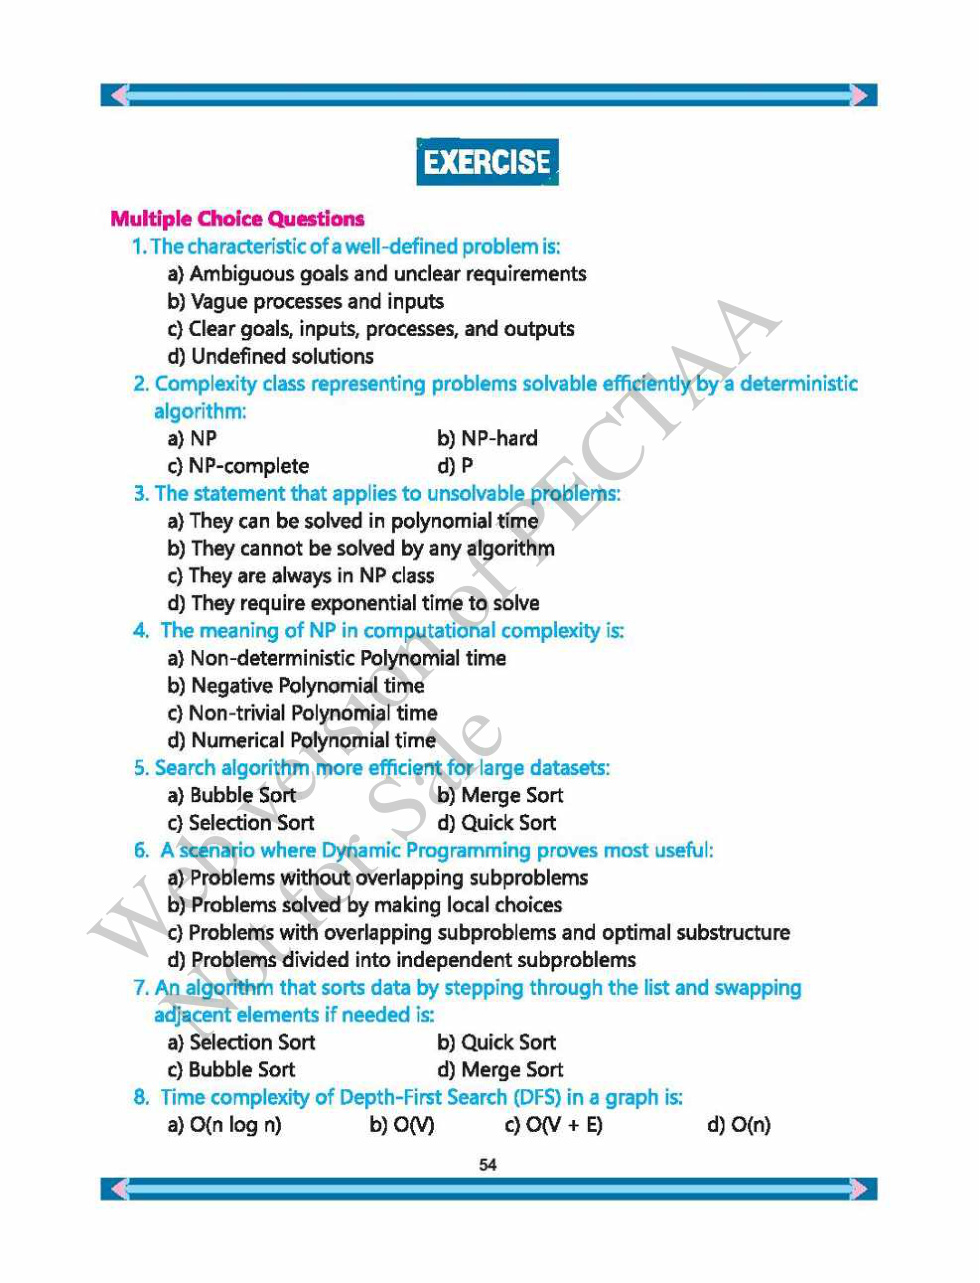 EXERCISE
Multiple Choice Questions
1. The characteristic of a well-defined problem is:
a) Ambiguous goals and unclear requirements
b) Vague processes and inputs
c) Clear goals, inputs, processes, and outputs
d) Undefined solutions
2. Complexity class representing problems solvable efficiently by a deterministic
algorithm:
a) NP b) NP-hard
c) NP-complete d) P
3. The statement that applies to unsolvable problems:
a) They can be solved in polynomial time
b) They cannot be solved by any algorithm
c) They are always in NP class
d) They require exponential time to solve
4. The meaning of NP in computational complexity is:
a) Non-deterministic Polynomial time
b) Negative Polynomial time
c) Non-trivial Polynomial time
d) Numerical Polynomial time
5. Search algorithm more efficient for large datasets:
a) Bubble Sort b) Merge Sort
c) Selection Sort d) Quick Sort
6. A scenario where Dynamic Programming proves most useful:
a) Problems without overlapping subproblems
b) Problems solved by making local choices
c) Problems with overlapping subproblems and optimal substructure
d) Problems divided into independent subproblems
7. An algorithm that sorts data by stepping through the list and swapping
adjacent elements if needed is:
a) Selection Sort b) Quick Sort
c) Bubble Sort d) Merge Sort
8. Time complexity of Depth-First Search (DFS) in a graph is:
a) O(n log n) b) O(V) c) O(V + E) d) O(n)
54
Web version of PECTAA
Not for Sale